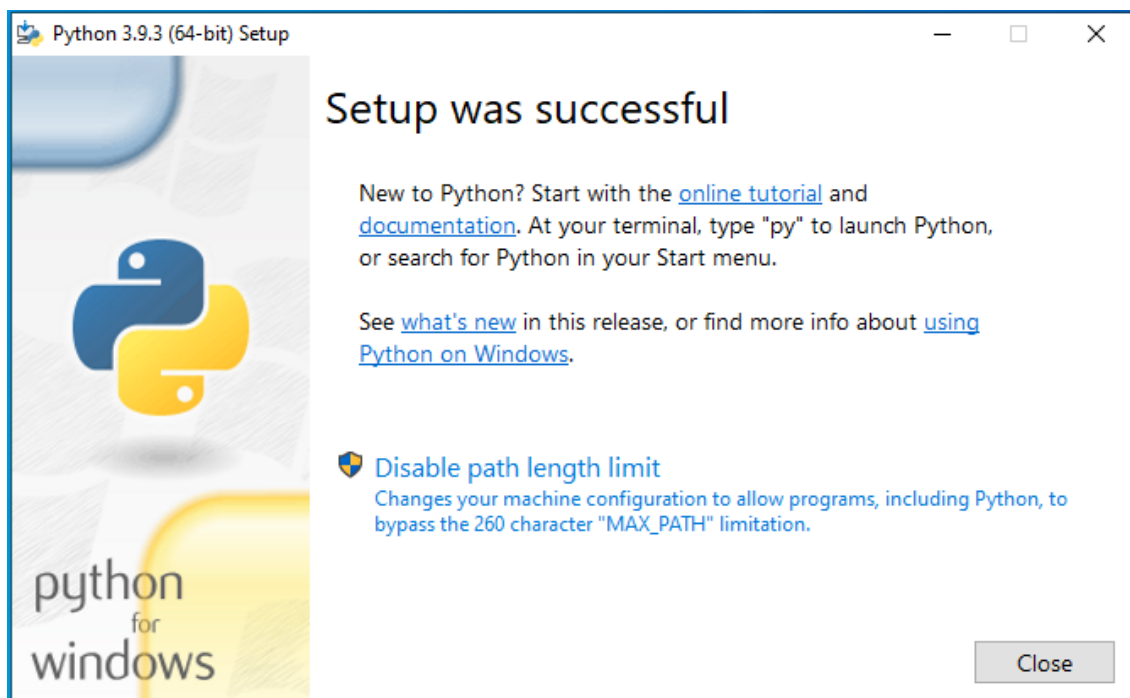 Python 3.9.3 (64-bit) Setup
Setup was successful
New to Python? Start with the online tutorial and
documentation. At your terminal, type "py" to launch Python,
or search for Python in your Start menu.
See what's new in this release, or find more info about using
Python on Windows.
Disable path length limit
Changes your machine configuration to allow programs, including Python, to
bypass the 260 character "MAX_PATH" limitation.
python
for
windows
Close